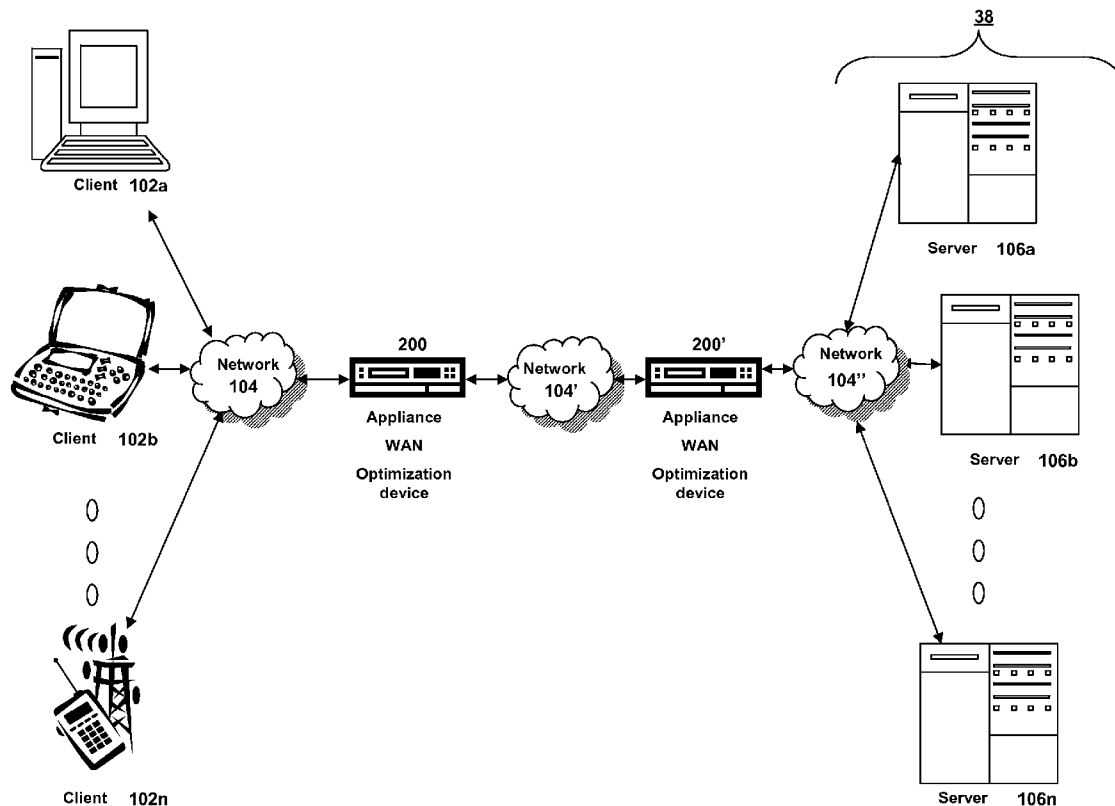 38
Client 102a
Server 106a
Network
104
200
Appliance
WAN
Optimization
device
Network
104'
200'
Appliance
WAN
Optimization
device
Network
104''
Client 102b
Server 106b
Client 102n
Server 106n